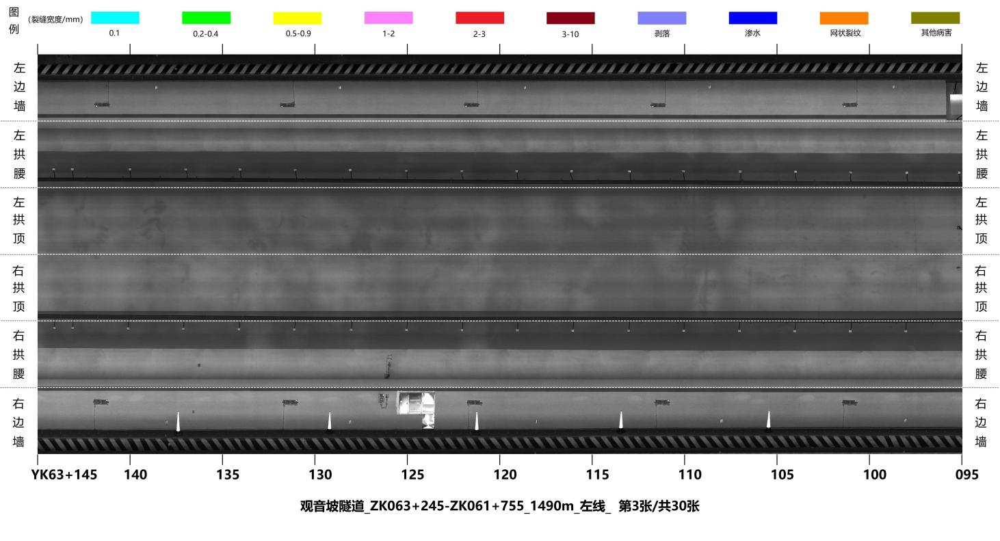 图例
(裂缝宽度/mm)
0.1 0.2-0.4 0.5-0.9 1-2 2-3 3-10 剥落 渗水 网状裂纹 其他病害
左边墙 左边墙
左拱腰 左拱腰
左拱顶 左拱顶
右拱顶 右拱顶
右拱腰 右拱腰
右边墙 右边墙
YK63+145 140 135 130 125 120 115 110 105 100 095
观音坡隧道_ZK063+245-ZK061+755_1490m_左线_ 第3张/共30张